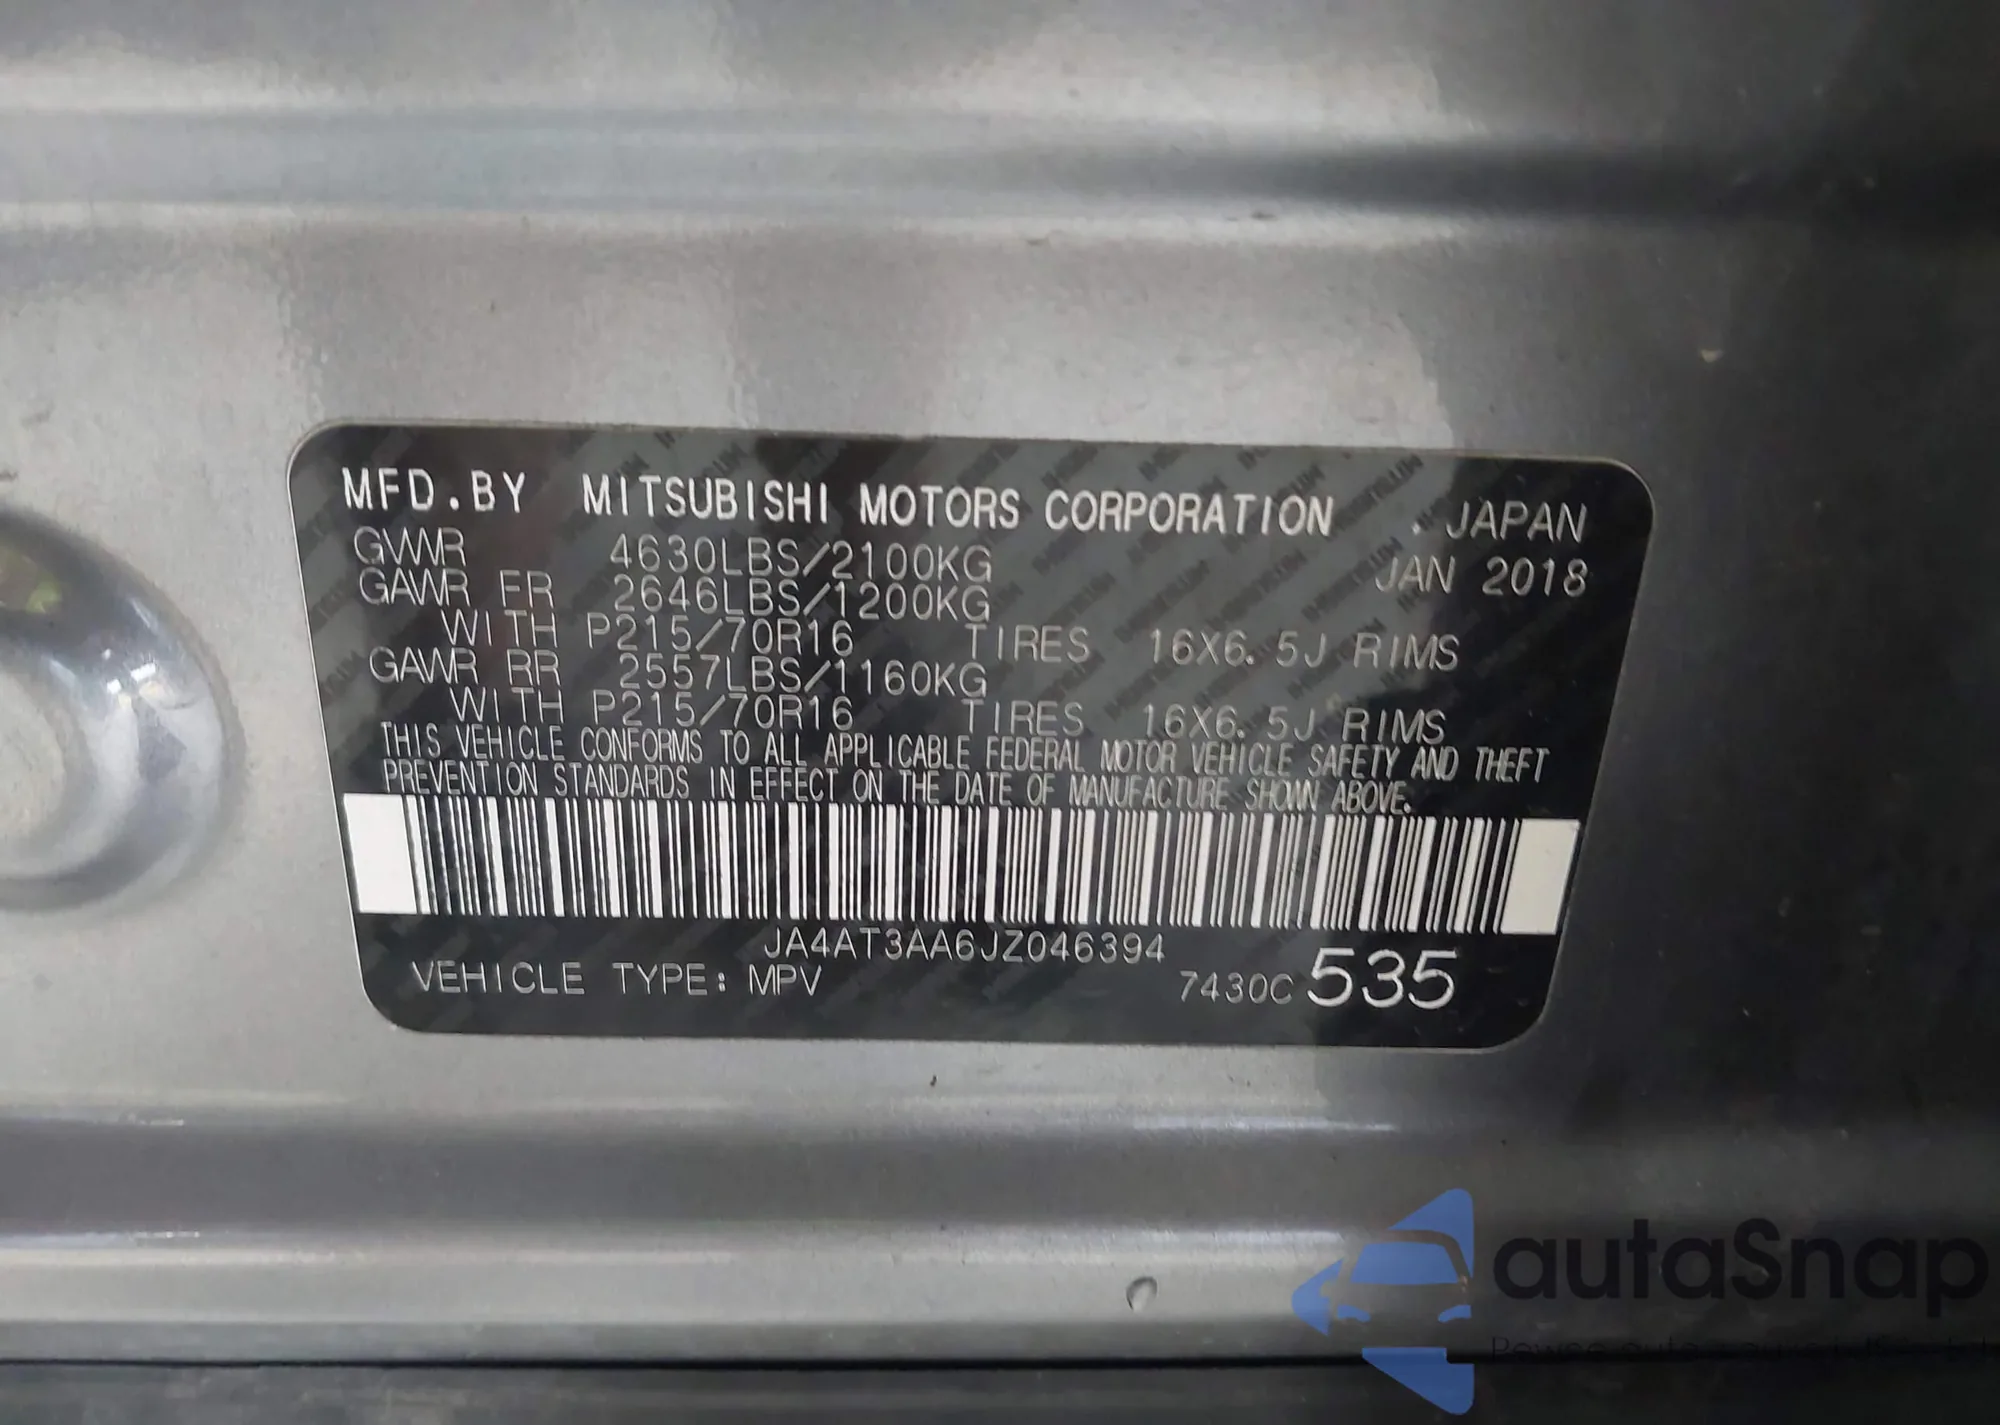 MFD.BY MITSUBISHI MOTORS CORPORATION . JAPAN
GVWR 4630LBS/2100KG JAN 2018
GAWR FR 2646LBS/1200KG
WITH P215/70R16 TIRES 16X6.5J RIMS
GAWR RR 2557LBS/1160KG
WITH P215/70R16 TIRES 16X6.5J RIMS
THIS VEHICLE CONFORMS TO ALL APPLICABLE FEDERAL MOTOR VEHICLE SAFETY AND THEFT
PREVENTION STANDARDS IN EFFECT ON THE DATE OF MANUFACTURE SHOWN ABOVE.
JA4AT3AA6JZ046394
VEHICLE TYPE: MPV 7430C 535
autaSnap